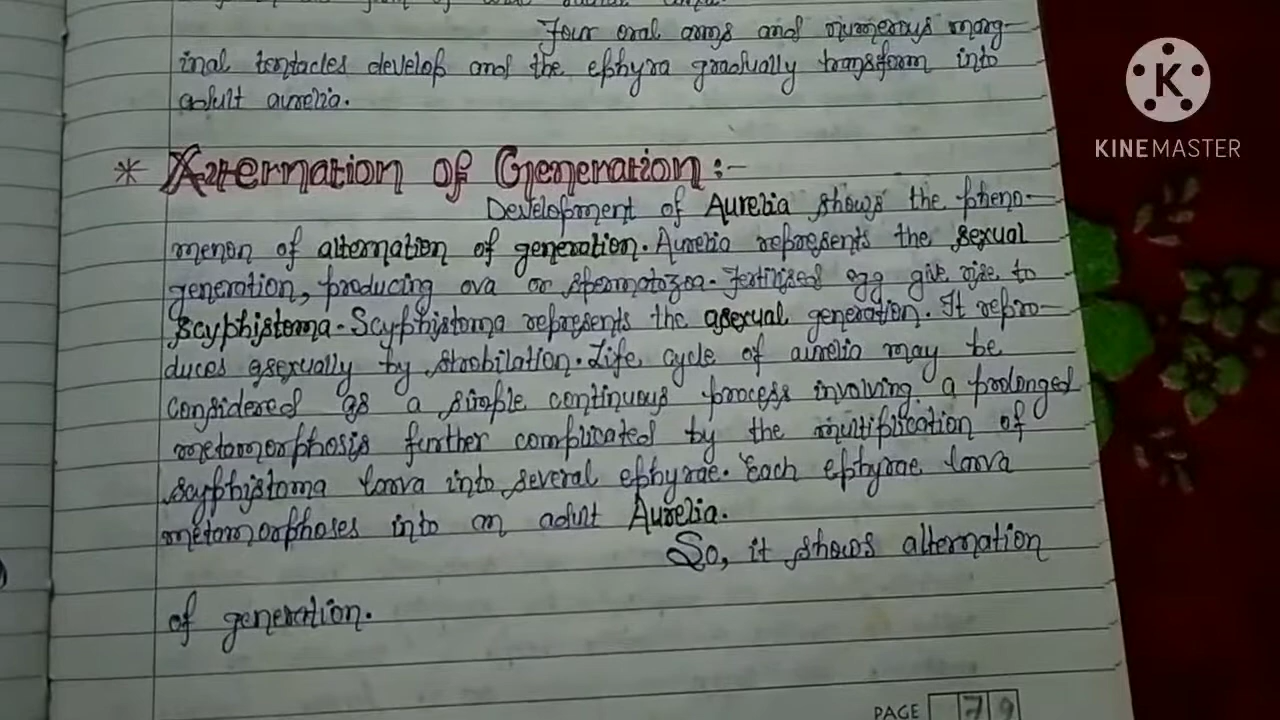 Four oral arms and numerous marg-
inal tentacles develop and the ephyra gradually transform into
adult aurelia.
* Alternation of Generation :-
Development of Aurelia shows the pheno-
menon of alternation of generation. Aurelia represents the sexual
generation, producing ova or spermatozoa. Fertilised egg give rise to
scyphistoma. Scyphistoma represents the asexual generation. It repro-
duces asexually by strobilation. Life cycle of aurelia may be
considered as a simple continuous process involving a prolonged
metamorphosis further complicated by the multiplication of
scyphistoma larva into several ephyrae. Each ephyrae larva
metamorphoses into an adult Aurelia.
So, it shows alternation
of generation.
PAGE 79
K
KINEMASTER